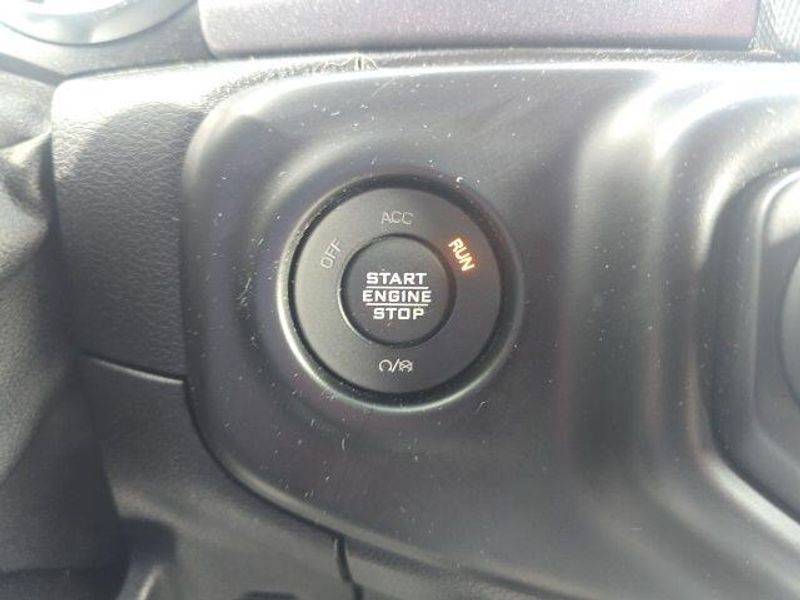 ACC
OFF
RUN
START
ENGINE
STOP